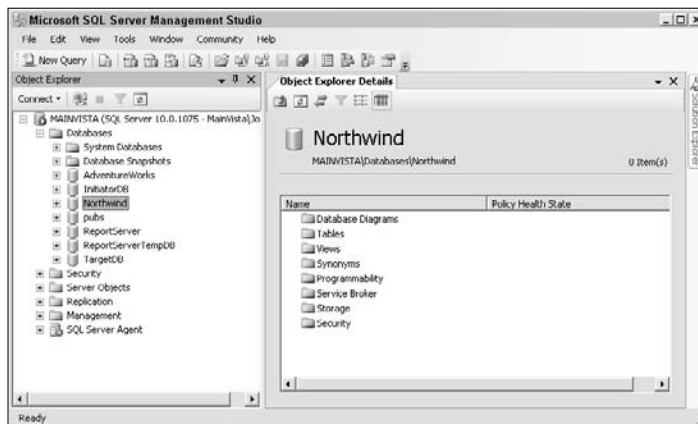 Microsoft SQL Server Management Studio
File Edit View Tools Window Community Help
New Query
Object Explorer
Connect
MAINVISTA (SQL Server 10.0.1075 - MainVista\Jo
Databases
System Databases
Database Snapshots
AdventureWorks
InitiatorDB
Northwind
pubs
ReportServer
ReportServerTempDB
TargetDB
Security
Server Objects
Replication
Management
SQL Server Agent
Object Explorer Details
Northwind
MAINVISTA\Databases\Northwind
0 Item(s)
Name Policy Health State
Database Diagrams
Tables
Views
Synonyms
Programmability
Service Broker
Storage
Security
Solution Explorer
Ready